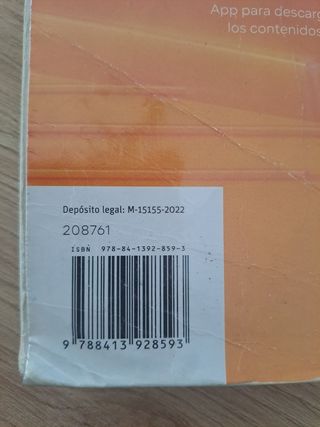 App para descarg
los contenidos
Depósito legal: M-15155-2022
208761
ISBN 978-84-1392-859-3
9 788413 928593